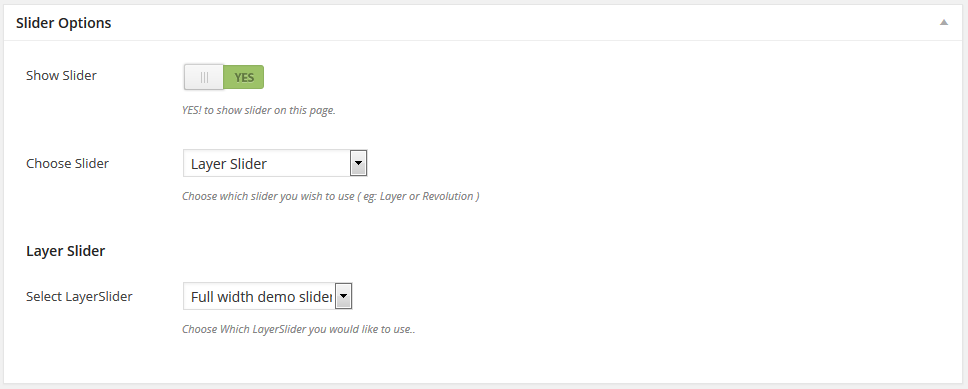 Slider Options
Show Slider
YES
YES! to show slider on this page.
Choose Slider
Layer Slider
Choose which slider you wish to use ( eg: Layer or Revolution )
Layer Slider
Select LayerSlider
Full width demo slider
Choose Which LayerSlider you would like to use..